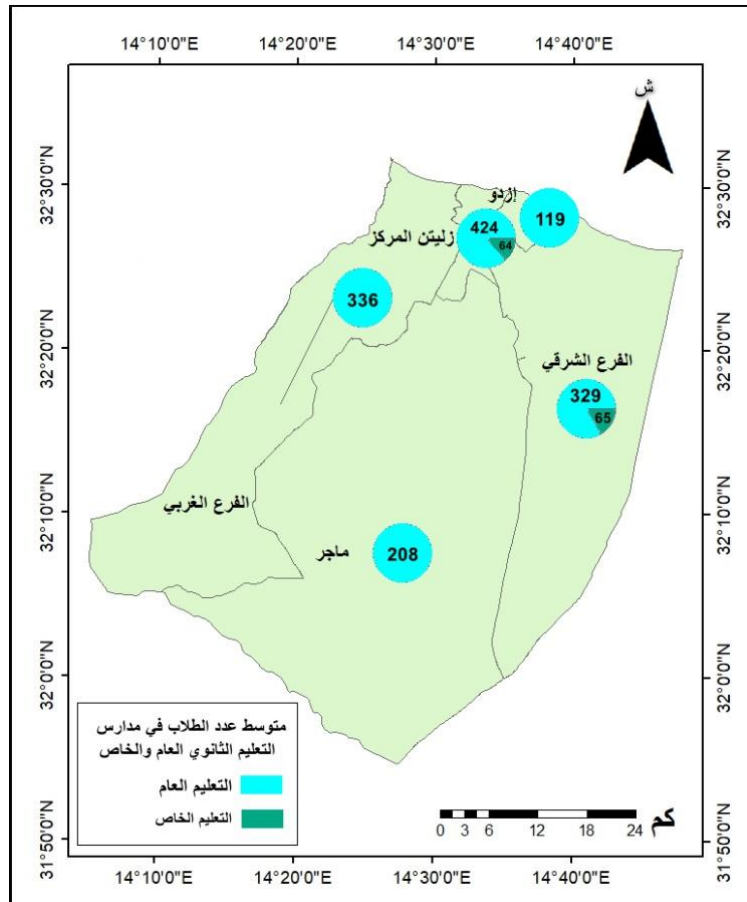 14°10'0"E 14°20'0"E 14°30'0"E 14°40'0"E
ش
32°30'0"N 32°30'0"N
إزدو
119
424
64
زليتن المركز
336
32°20'0"N 32°20'0"N
الفرع الشرقي
329
65
32°10'0"N 32°10'0"N
الفرع الغربي
ماجر
208
32°0'0"N 32°0'0"N
متوسط عدد الطلاب في مدارس
التعليم الثانوي العام والخاص
التعليم العام
التعليم الخاص
كم
0 3 6 12 18 24
31°50'0"N 31°50'0"N
14°10'0"E 14°20'0"E 14°30'0"E 14°40'0"E